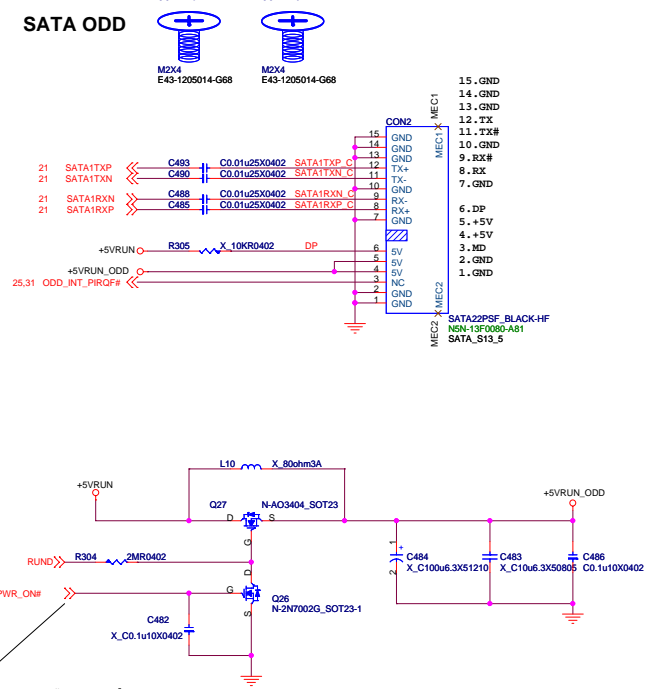 SATA ODD
M2X4
E43-1205014-G68
M2X4
E43-1205014-G68
15.GND
14.GND
13.GND
12.TX
11.TX#
10.GND
9.RX#
8.RX
7.GND
6.DP
5.+5V
4.+5V
3.MD
2.GND
1.GND
MEC1
CON2
MEC1
15 GND
14 GND
13 GND
21 SATA1TXP C493 C0.01u25X0402 SATA1TXP_C 12 TX+
21 SATA1TXN C490 C0.01u25X0402 SATA1TXN_C 11 TX-
10 GND
21 SATA1RXN C488 C0.01u25X0402 SATA1RXN_C 9 RX-
21 SATA1RXP C485 C0.01u25X0402 SATA1RXP_C 8 RX+
7 GND
+5VRUN R305 X_10KR0402 DP 6 5V
5 5V
+5VRUN_ODD 4 5V
25,31 ODD_INT_PIRQF# 3 NC
2 GND
1 GND
MEC2
MEC2
SATA22PSF_BLACK-HF
N5N-13F0080-A81
SATA_S13_5
L10 X_80ohm3A
+5VRUN
+5VRUN_ODD
Q27 N-AO3404_SOT23
D S
G
RUND R304 2MR0402
D
PWR_ON# G
S
Q26
N-2N7002G_SOT23-1
C482
X_C0.1u10X0402
1 +
2
C484
X_C100u6.3X51210
C483
X_C10u6.3X50805
C486
C0.1u10X0402